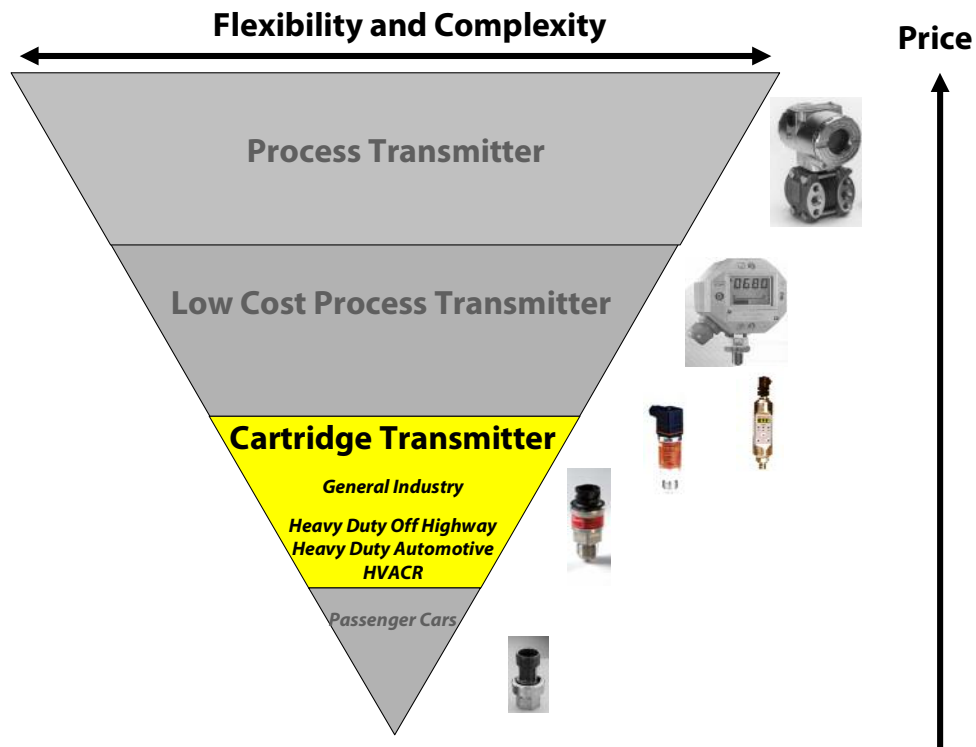 Flexibility and Complexity
Price
Process Transmitter
Low Cost Process Transmitter
0680
Cartridge Transmitter
General Industry
Heavy Duty Off Highway
Heavy Duty Automotive
HVACR
Passenger Cars